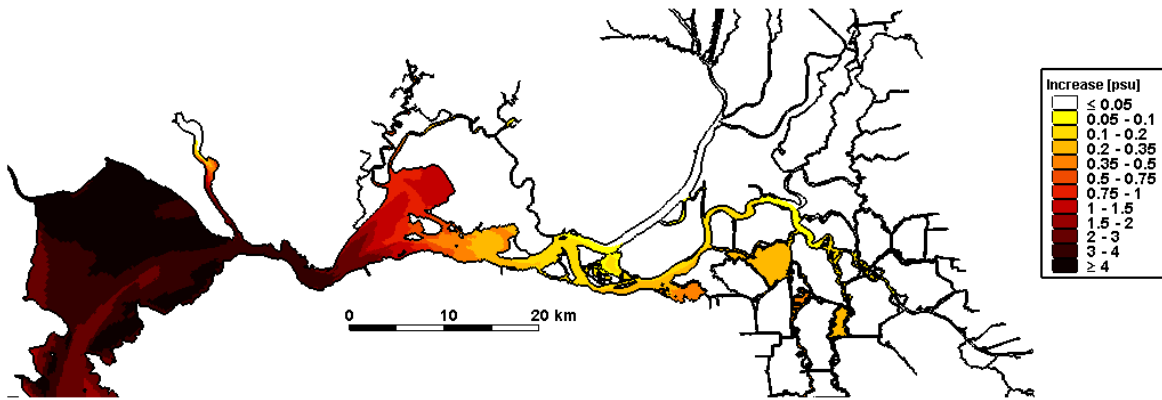 Increase [psu]
≤ 0.05
0.05 - 0.1
0.1 - 0.2
0.2 - 0.35
0.35 - 0.5
0.5 - 0.75
0.75 - 1
1 - 1.5
1.5 - 2
2 - 3
3 - 4
≥ 4
0 10 20 km